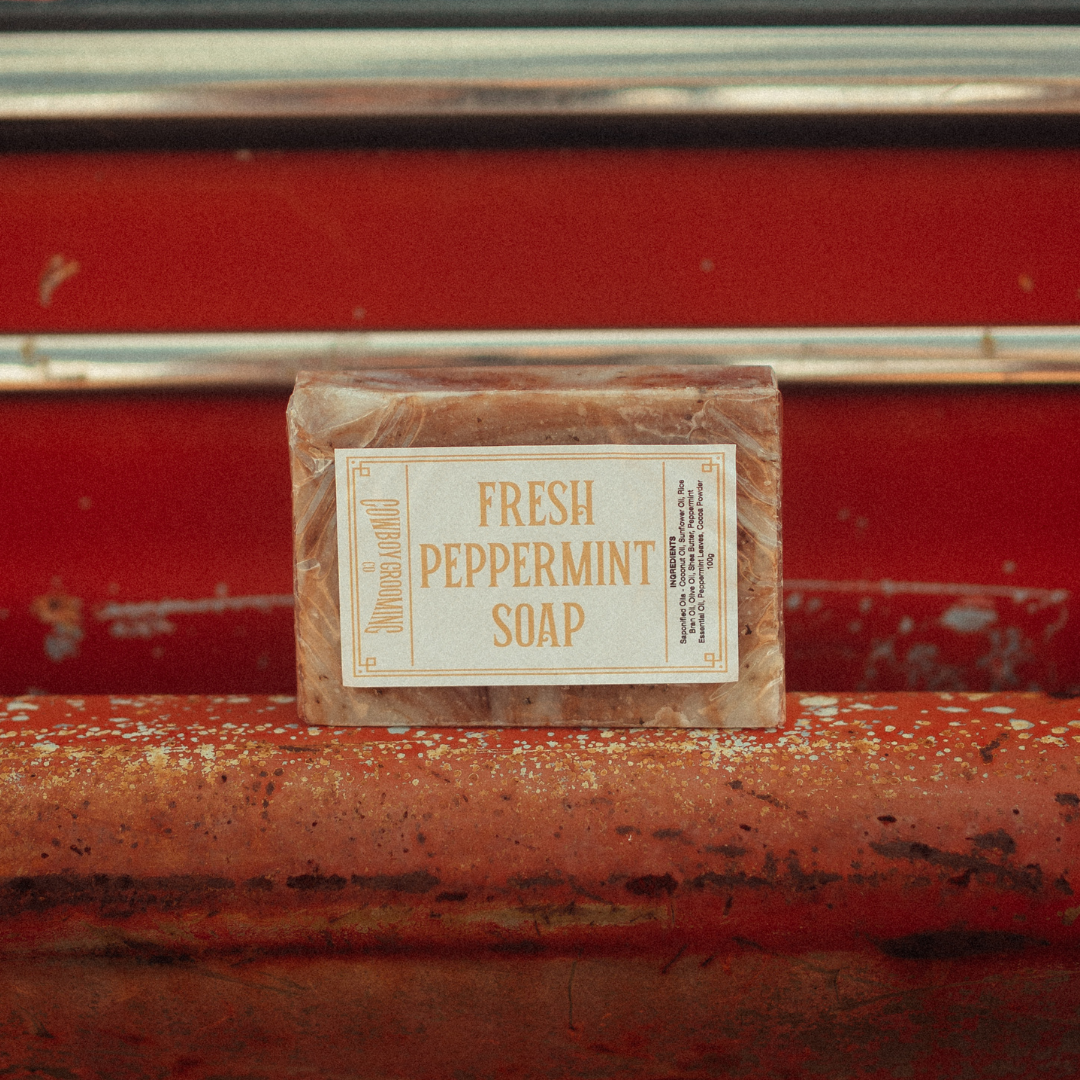 COWBOY GROOMING
CO
FRESH
PEPPERMINT
SOAP
INGREDIENTS
Saponified Oils - Coconut Oil, Sunflower Oil, Rice
Bran Oil, Olive Oil, Shea Butter, Peppermint
Essential Oil, Peppermint Leaves, Cocoa Powder
100g